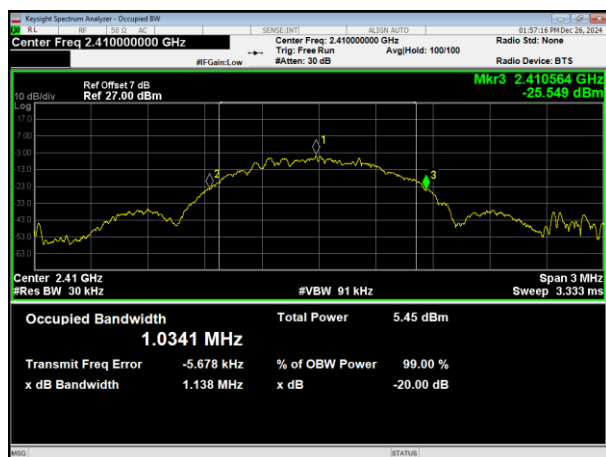 Keysight Spectrum Analyzer - Occupied BW
RL RF 50 Ω AC SENSE:INT ALIGN AUTO 01:57:16 PM Dec 26, 2024
Center Freq 2.410000000 GHz Center Freq: 2.410000000 GHz Radio Std: None
Trig: Free Run Avg|Hold: 100/100
#IFGain:Low #Atten: 30 dB Radio Device: BTS
Ref Offset 7 dB Mkr3 2.410564 GHz
10 dB/div Ref 27.00 dBm -25.549 dBm
Log
17.0
7.00
1
-3.00
-13.0
2 3
-23.0
-33.0
-43.0
-53.0
-63.0
Center 2.41 GHz Span 3 MHz
#Res BW 30 kHz #VBW 91 kHz Sweep 3.333 ms
Occupied Bandwidth Total Power 5.45 dBm
1.0341 MHz
Transmit Freq Error -5.678 kHz % of OBW Power 99.00 %
x dB Bandwidth 1.138 MHz x dB -20.00 dB
MSG STATUS